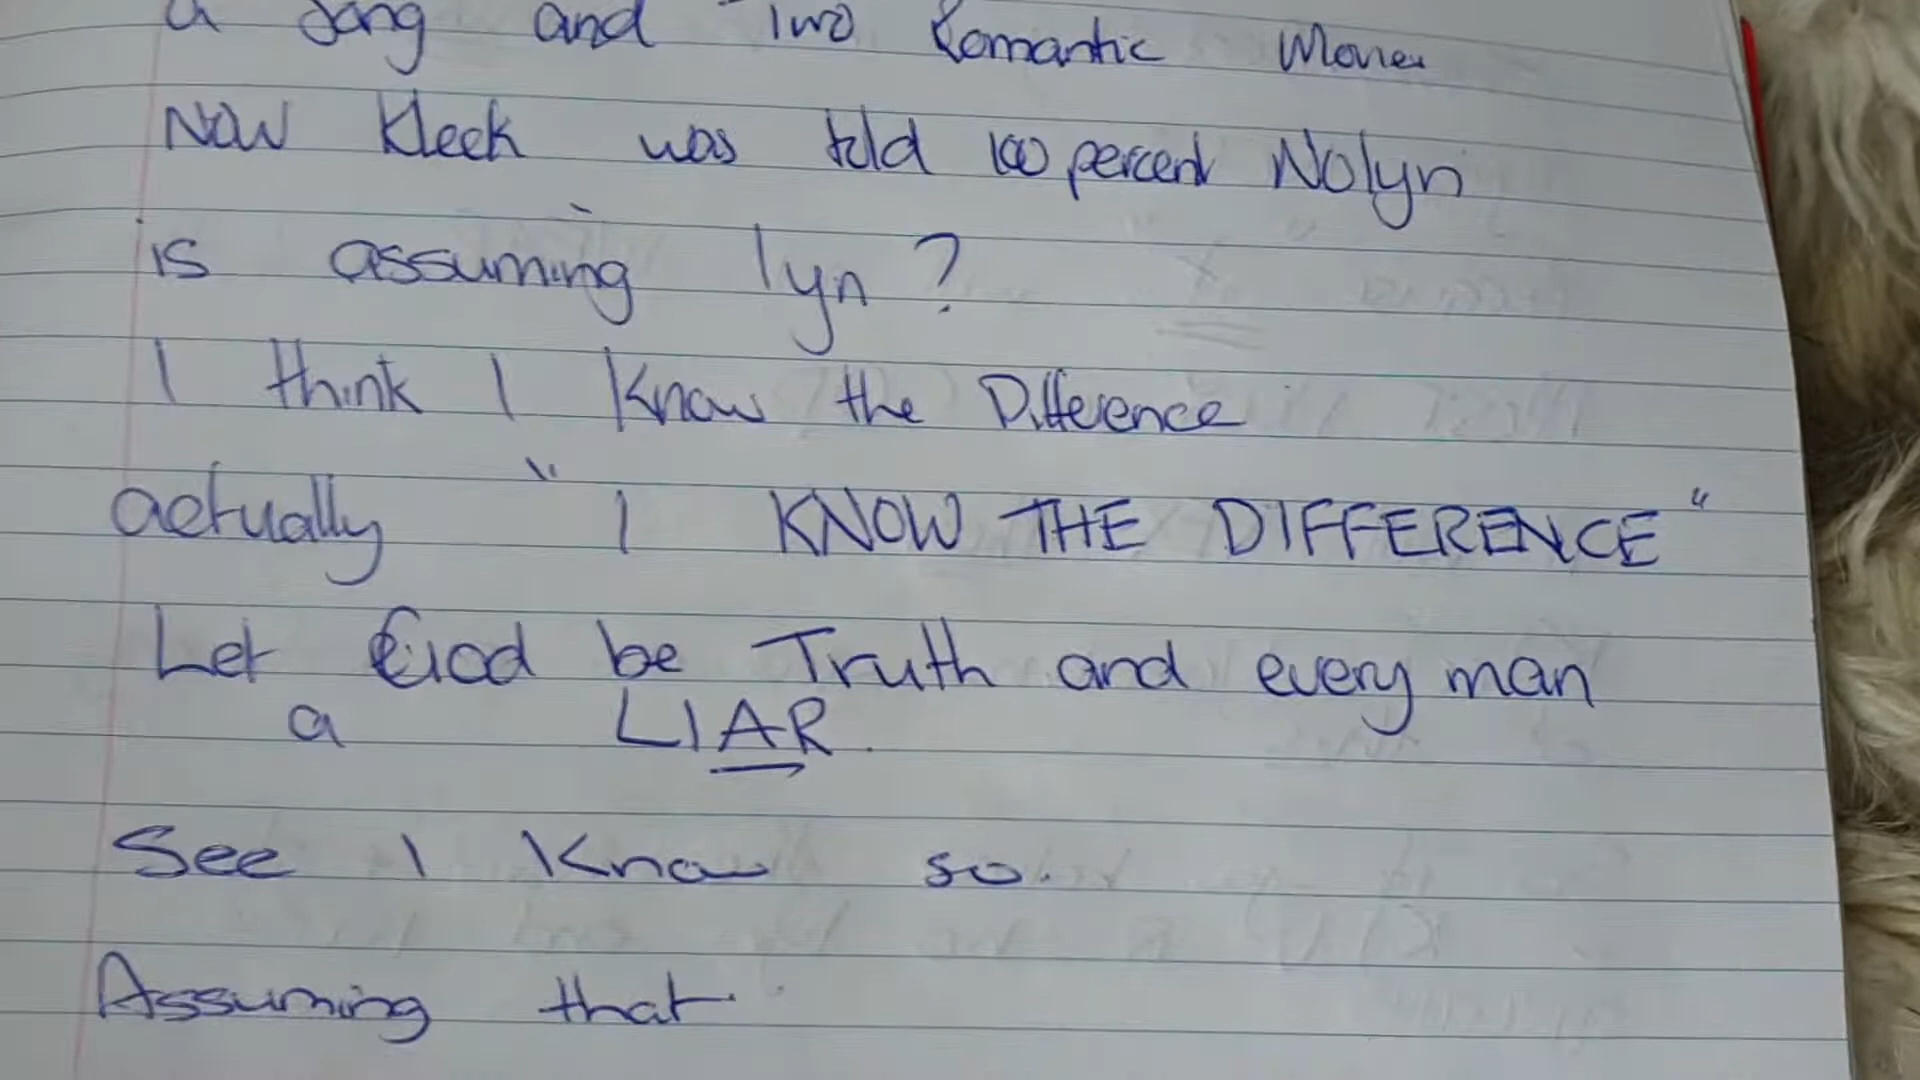 a Song and Two Romantic
Now Kleek was told 100 percent Nolyn
is assuming lyn ?
I think I know the Difference
actually " I KNOW THE DIFFERENCE "
Let God be Truth and every man
a LIAR.
See I Know so.
Assuming that